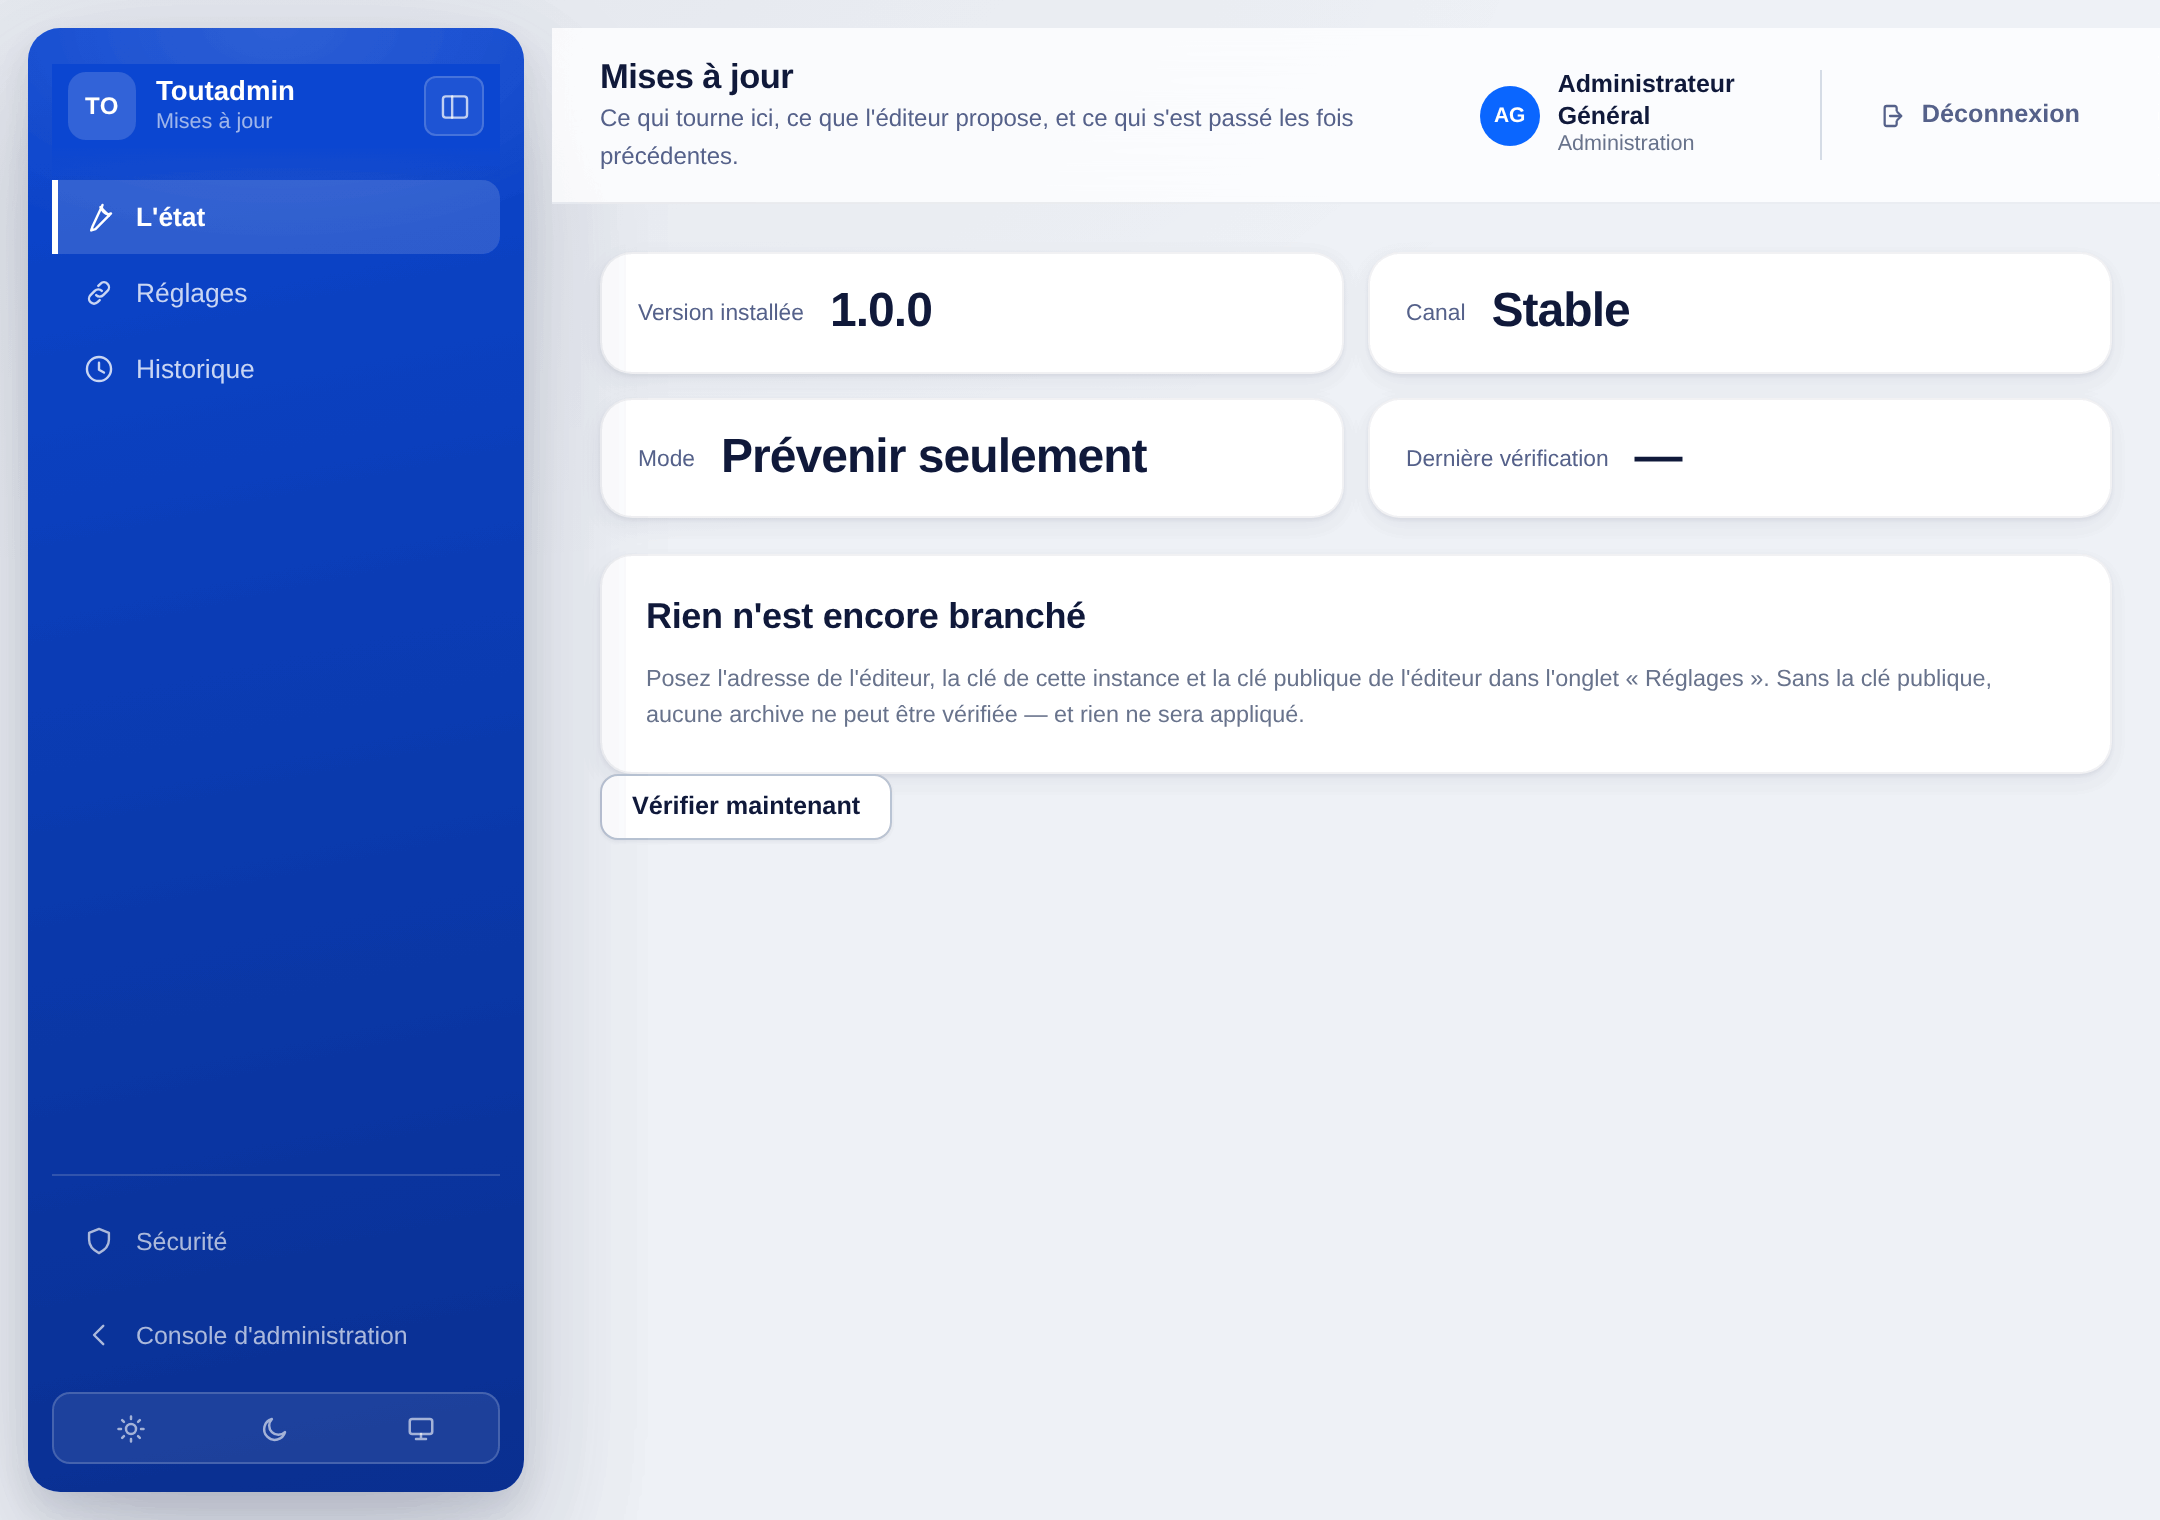 TO
Toutadmin
Mises à jour
L'état
Réglages
Historique
Sécurité
Console d'administration
Mises à jour
Ce qui tourne ici, ce que l'éditeur propose, et ce qui s'est passé les fois
précédentes.
AG
Administrateur
Général
Administration
Déconnexion
Version installée 1.0.0
Canal Stable
Mode Prévenir seulement
Dernière vérification —
Rien n'est encore branché
Posez l'adresse de l'éditeur, la clé de cette instance et la clé publique de l'éditeur dans l'onglet « Réglages ». Sans la clé publique,
aucune archive ne peut être vérifiée — et rien ne sera appliqué.
Vérifier maintenant